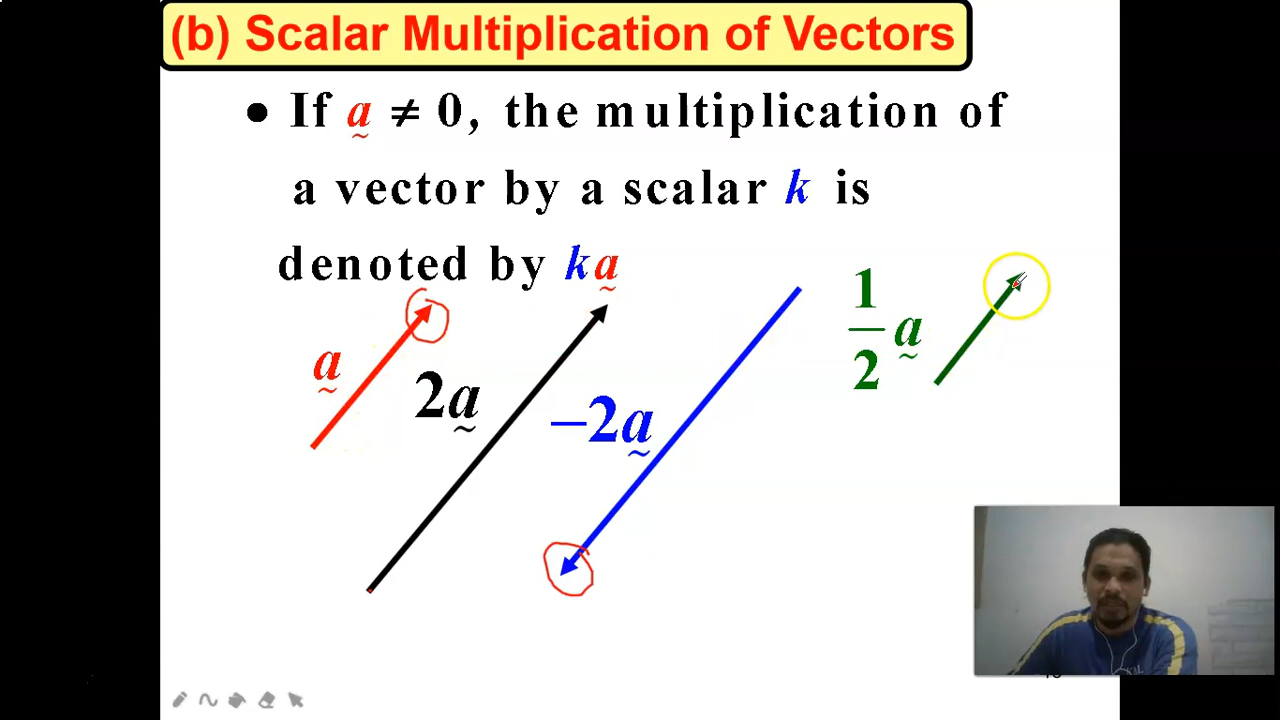 (b) Scalar Multiplication of Vectors
• If a̰ ≠ 0, the multiplication of
a vector by a scalar k is
denoted by ka̰
a̰
2a̰
−2a̰
1/2 a̰